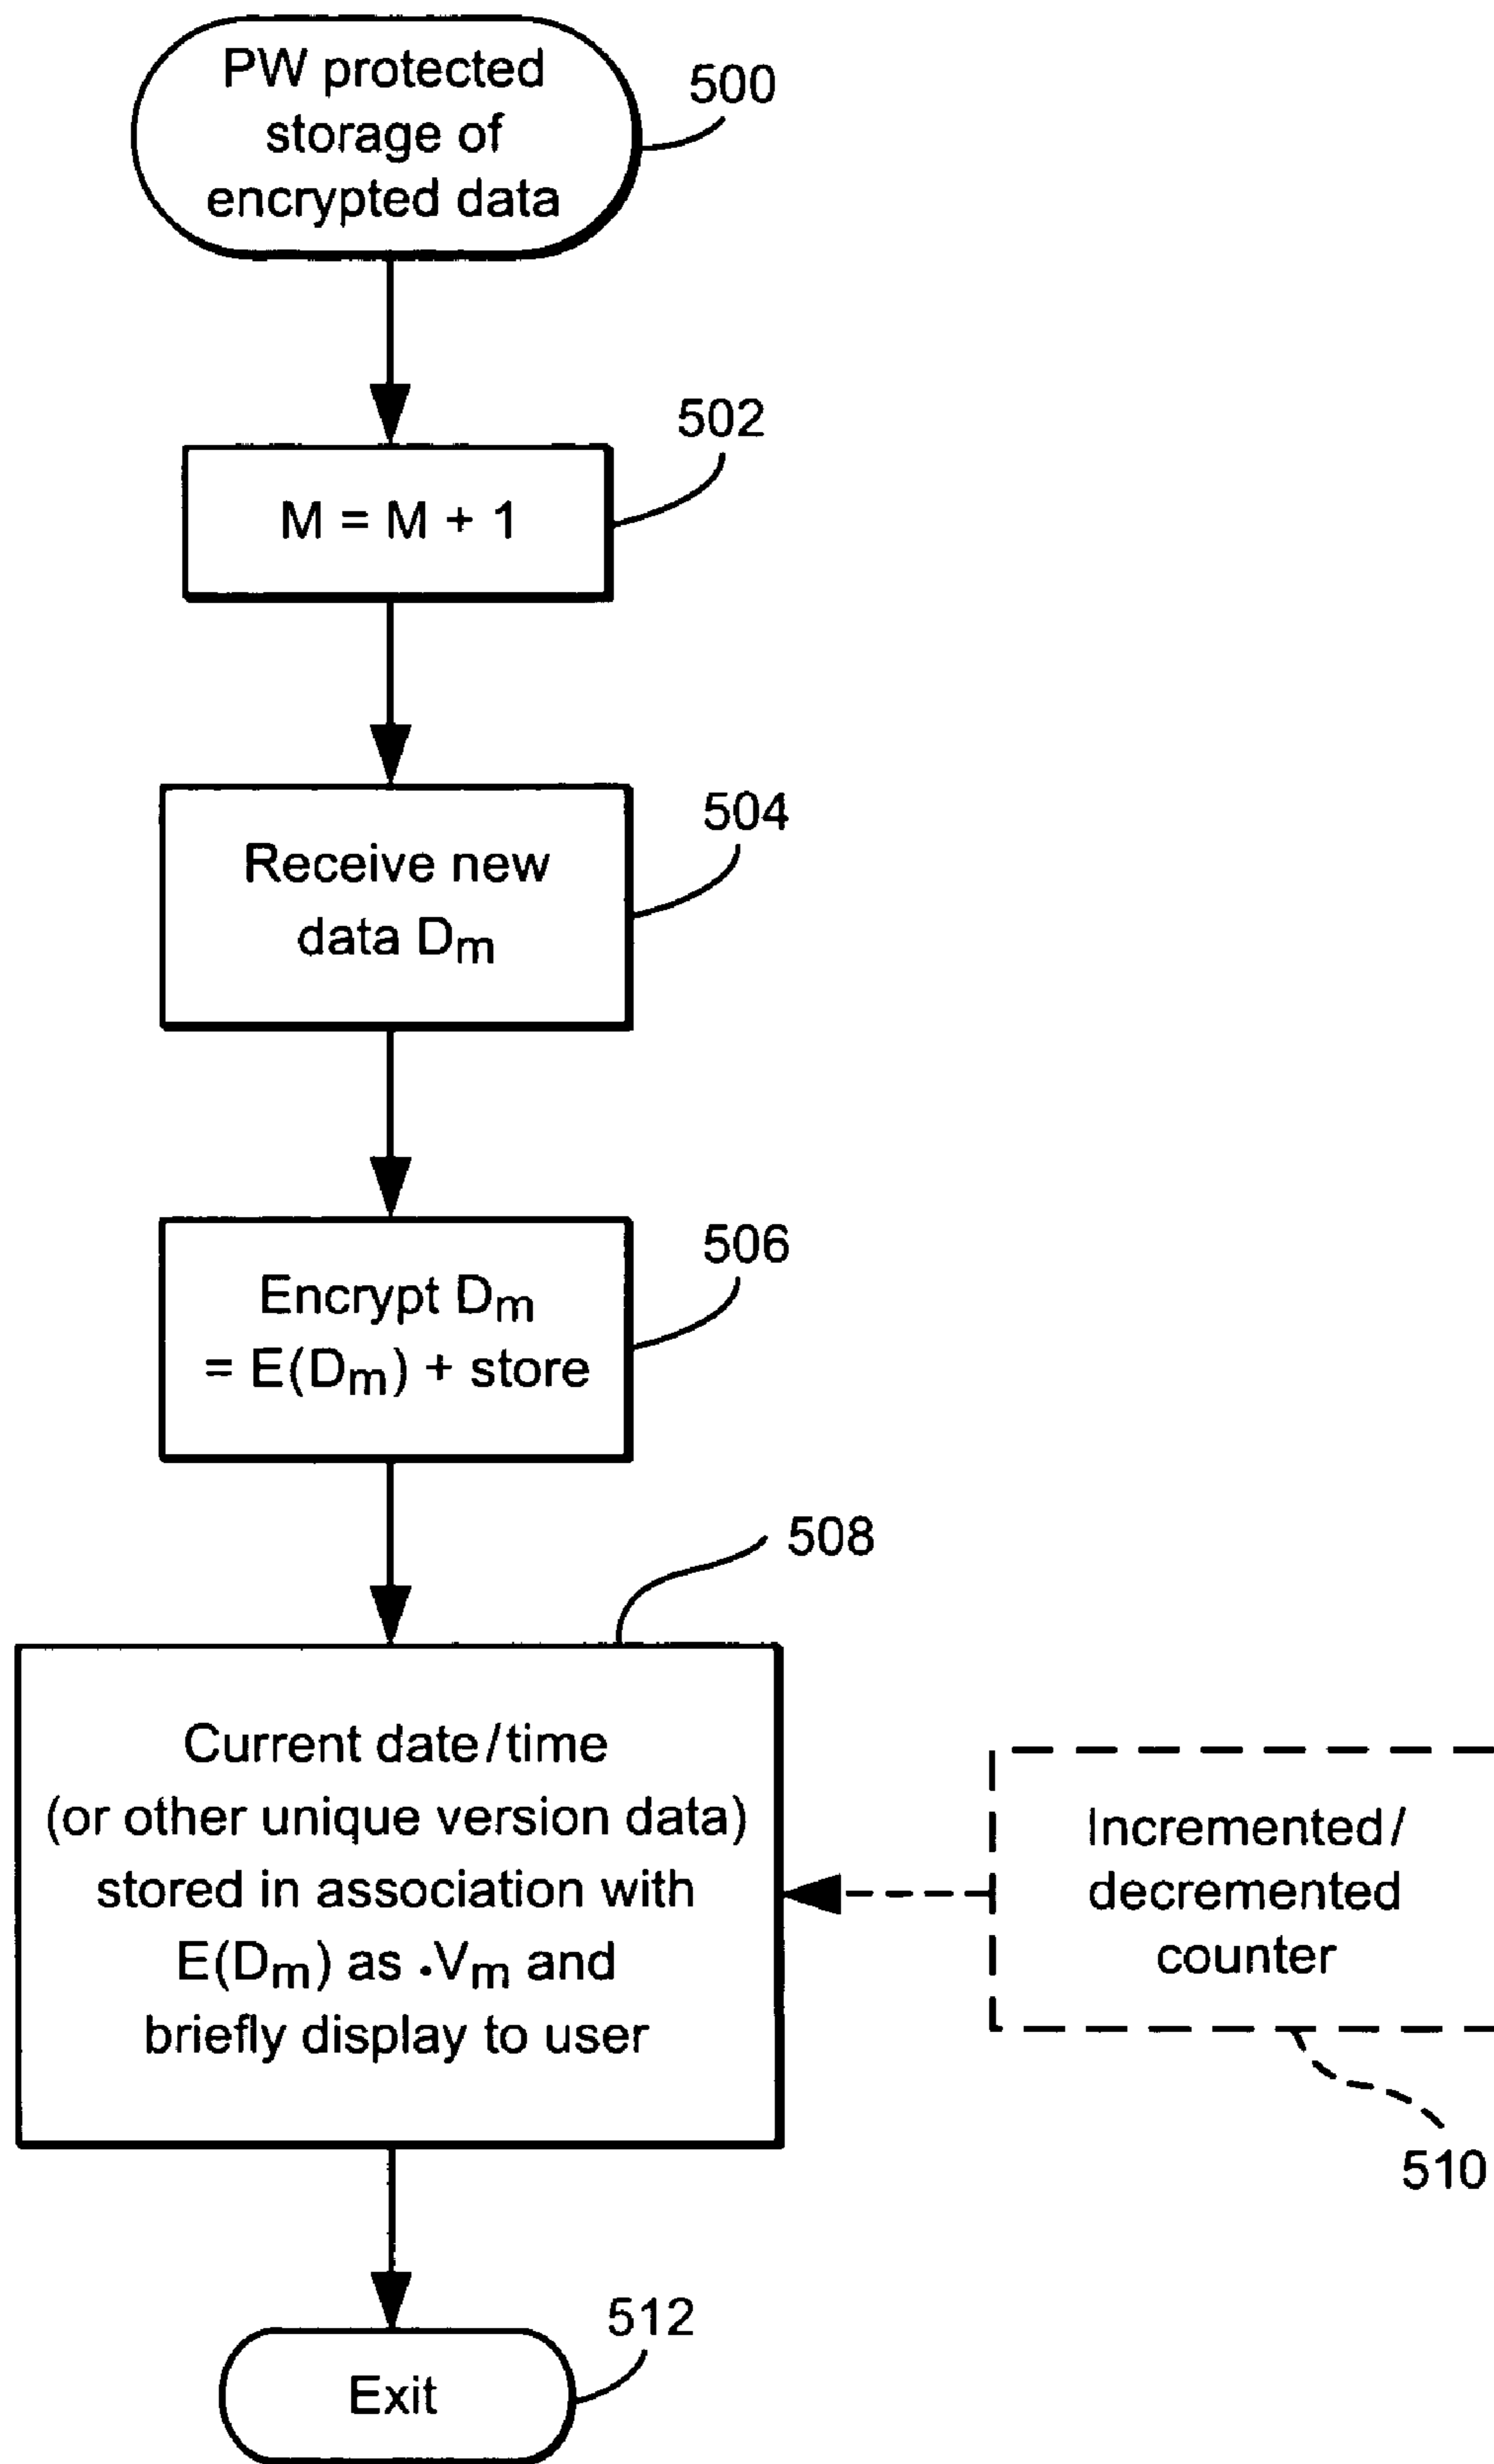 PW protected
storage of
encrypted data
500
502
M = M + 1
504
Receive new
data Dm
506
Encrypt Dm
= E(Dm) + store
508
Current date/time
(or other unique version data)
stored in association with
E(Dm) as .Vm and
briefly display to user
Incremented/
decremented
counter
510
512
Exit